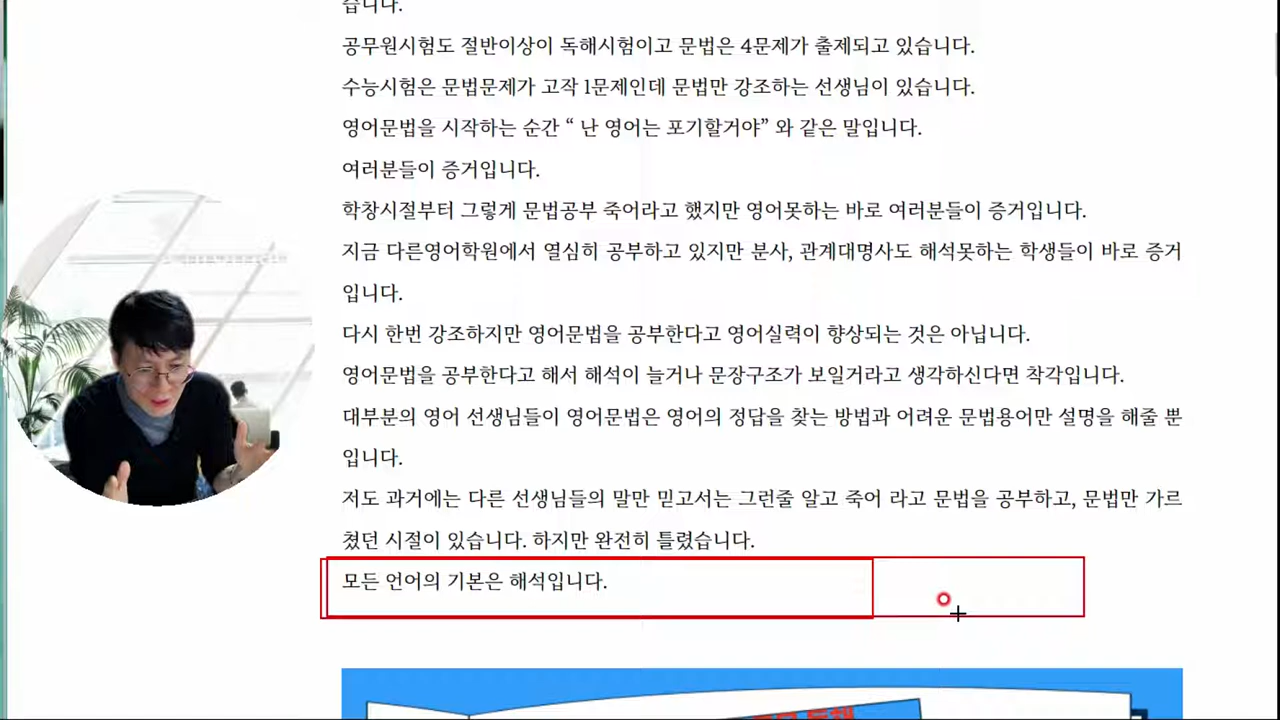 습니다.
공무원시험도 절반이상이 독해시험이고 문법은 4문제가 출제되고 있습니다.
수능시험은 문법문제가 고작 1문제인데 문법만 강조하는 선생님이 있습니다.
영어문법을 시작하는 순간 “ 난 영어는 포기할거야” 와 같은 말입니다.
여러분들이 증거입니다.
학창시절부터 그렇게 문법공부 죽어라고 했지만 영어못하는 바로 여러분들이 증거입니다.
지금 다른영어학원에서 열심히 공부하고 있지만 분사, 관계대명사도 해석못하는 학생들이 바로 증거
입니다.
다시 한번 강조하지만 영어문법을 공부한다고 영어실력이 향상되는 것은 아닙니다.
영어문법을 공부한다고 해서 해석이 늘거나 문장구조가 보일거라고 생각하신다면 착각입니다.
대부분의 영어 선생님들이 영어문법은 영어의 정답을 찾는 방법과 어려운 문법용어만 설명을 해줄 뿐
입니다.
저도 과거에는 다른 선생님들의 말만 믿고서는 그런줄 알고 죽어 라고 문법을 공부하고, 문법만 가르
쳤던 시절이 있습니다. 하지만 완전히 틀렸습니다.
모든 언어의 기본은 해석입니다.